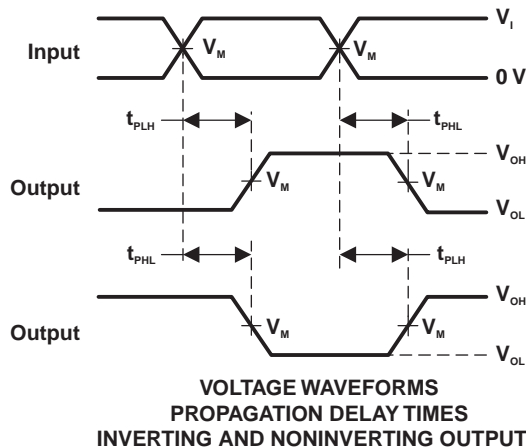 V_I
Input
V_M
V_M
0 V
t_PLH
t_PHL
V_OH
Output
V_M
V_M
V_OL
t_PHL
t_PLH
V_OH
Output
V_M
V_M
V_OL
VOLTAGE WAVEFORMS
PROPAGATION DELAY TIMES
INVERTING AND NONINVERTING OUTPUT